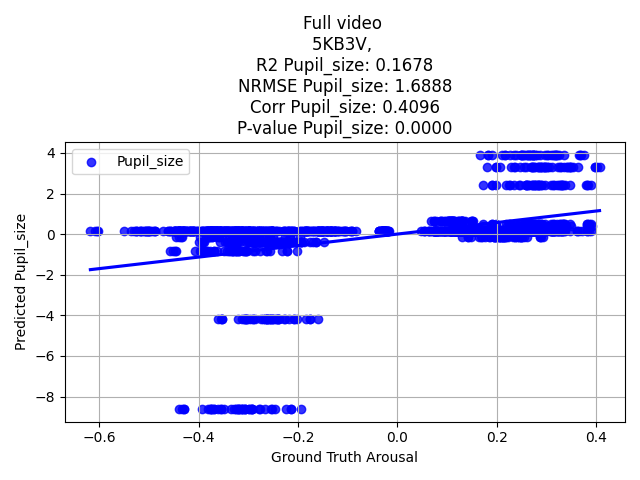 Full video
5KB3V,
R2 Pupil_size: 0.1678
NRMSE Pupil_size: 1.6888
Corr Pupil_size: 0.4096
P-value Pupil_size: 0.0000
Pupil_size
4
2
0
−2
−4
−6
−8
Predicted Pupil_size
−0.6
−0.4
−0.2
0.0
0.2
0.4
Ground Truth Arousal